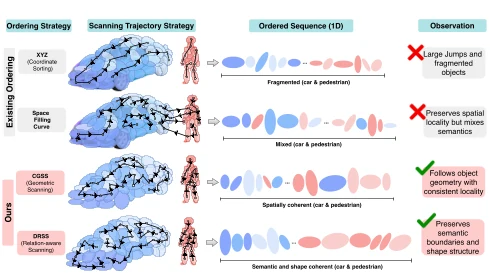 Ordering Strategy
Scanning Trajectory Strategy
Ordered Sequence (1D)
Observation
Existing Ordering
XYZ
(Coordinate
Sorting)
...
Fragmented (car & pedestrian)
Large Jumps and
fragmented
objects
Space
Filling
Curve
...
Mixed (car & pedestrian)
Preserves spatial
locality but mixes
semantics
Ours
CGSS
(Geometric
Scanning)
...
Spatially coherent (car & pedestrian)
Follows object
geometry with
consistent locality
DRSS
(Relation-aware
Scanning)
...
Semantic and shape coherent (car & pedestrian)
Preserves
semantic
boundaries and
shape structure